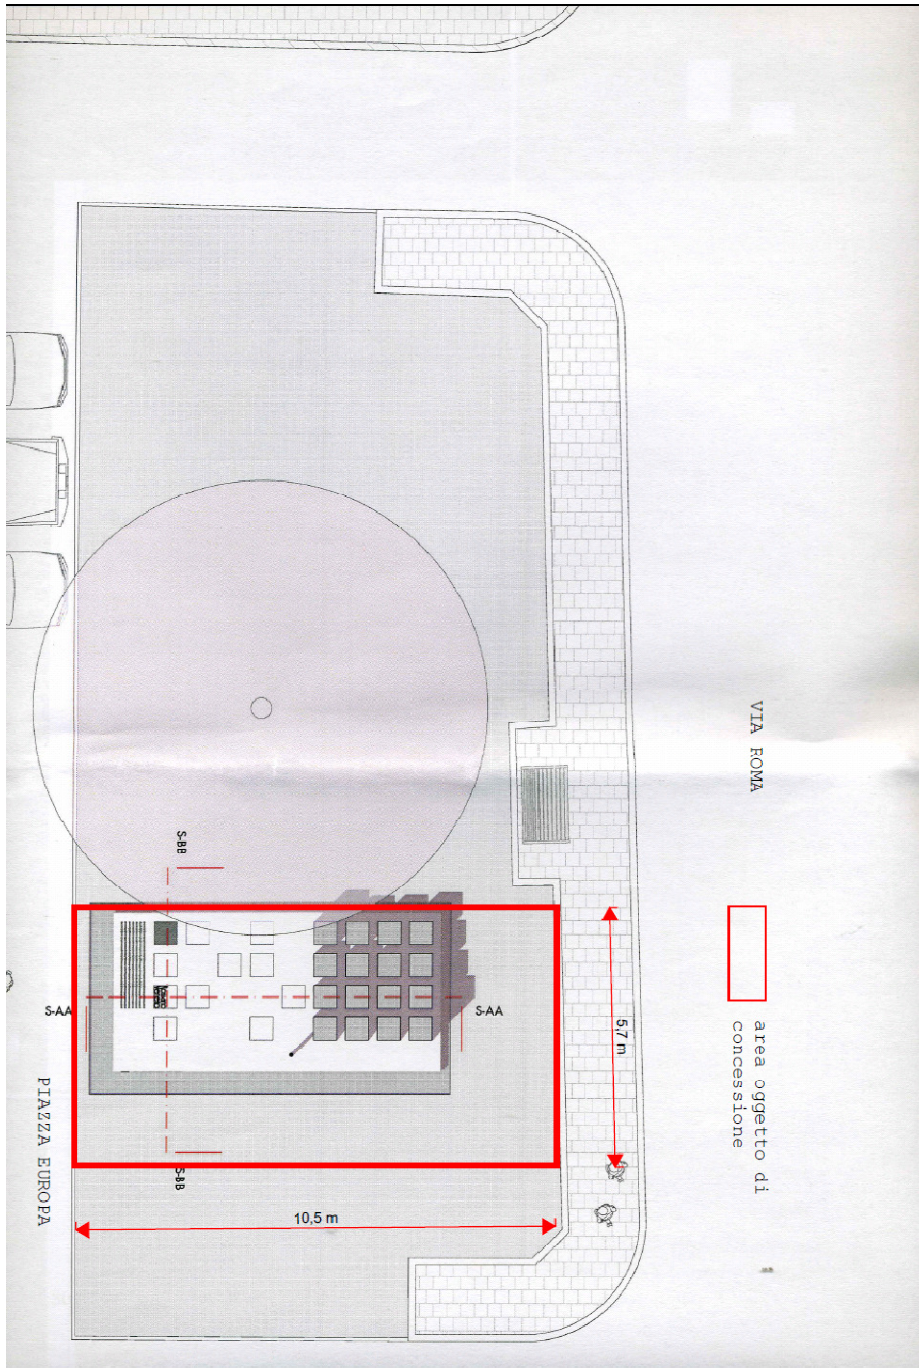 VIA ROMA
area oggetto di
concessione
S-BB
S-AA
S-AA
5,7 m
S-BB
PIAZZA EUROPA
10,5 m